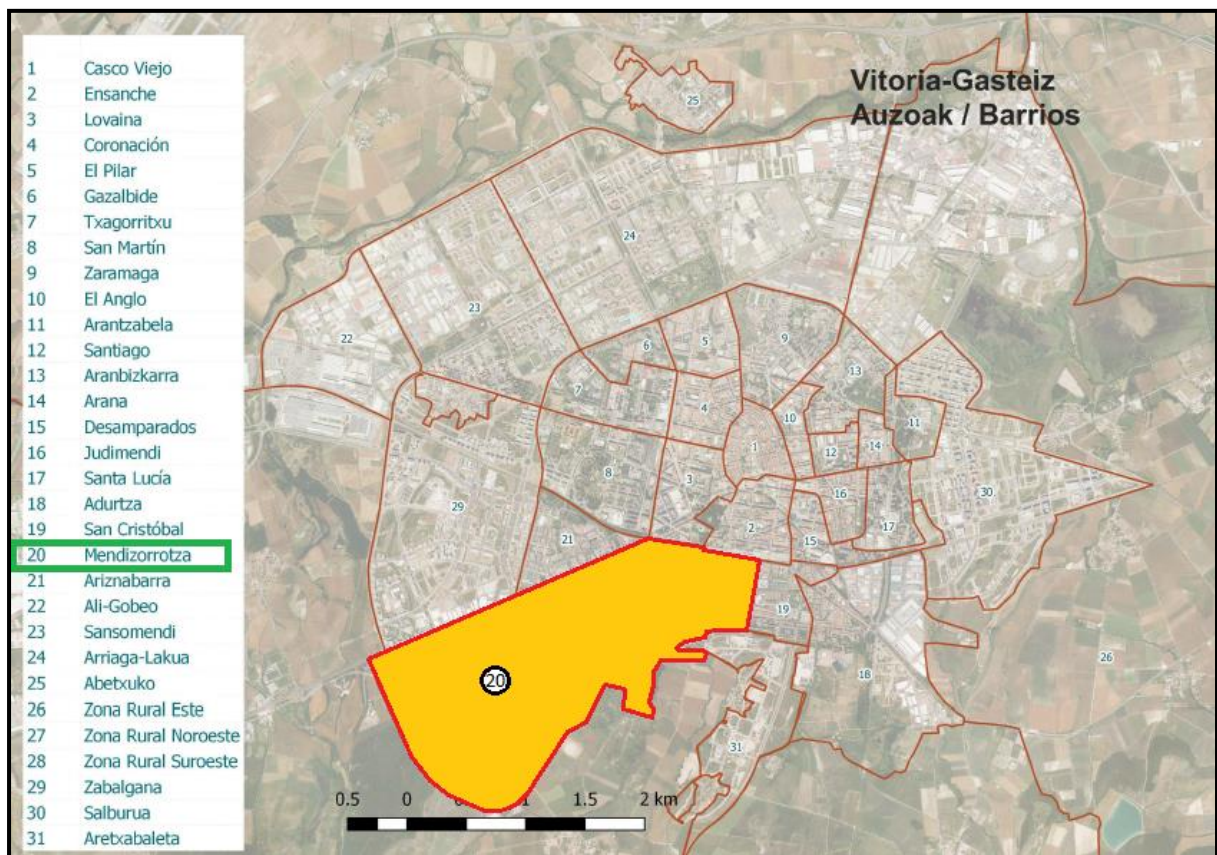 Vitoria-Gasteiz
Auzoak / Barrios
1 Casco Viejo
2 Ensanche
3 Lovaina
4 Coronación
5 El Pilar
6 Gazalbide
7 Txagorritxu
8 San Martín
9 Zaramaga
10 El Anglo
11 Arantzabela
12 Santiago
13 Aranbizkarra
14 Arana
15 Desamparados
16 Judimendi
17 Santa Lucía
18 Adurtza
19 San Cristóbal
20 Mendizorrotza
21 Ariznabarra
22 Ali-Gobeo
23 Sansomendi
24 Arriaga-Lakua
25 Abetxuko
26 Zona Rural Este
27 Zona Rural Noroeste
28 Zona Rural Suroeste
29 Zabalgana
30 Salburua
31 Aretxabaleta
25
24
23
22
9
5
6
13
7
4
10
11
14
1
12
8
3
16
30
29
2
17
21
15
19
26
18
20
31
0.5 0 1 1.5 2 km